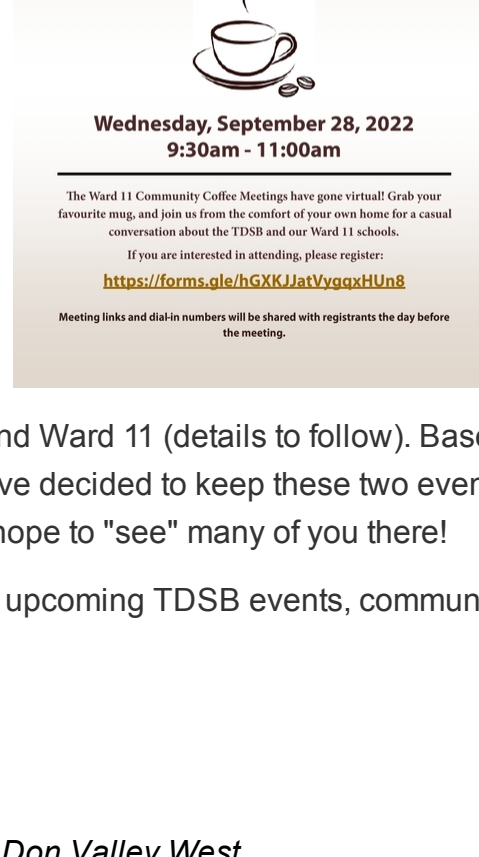 Wednesday, September 28, 2022
9:30am - 11:00am
The Ward 11 Community Coffee Meetings have gone virtual! Grab your
favourite mug, and join us from the comfort of your own home for a casual
conversation about the TDSB and our Ward 11 schools.
If you are interested in attending, please register:
https://forms.gle/hGXKJJatVygqxHUn8
Meeting links and dial-in numbers will be shared with registrants the day before
the meeting.
nd Ward 11 (details to follow). Bas
ve decided to keep these two even
hope to "see" many of you there!
upcoming TDSB events, commun
Don Valley West